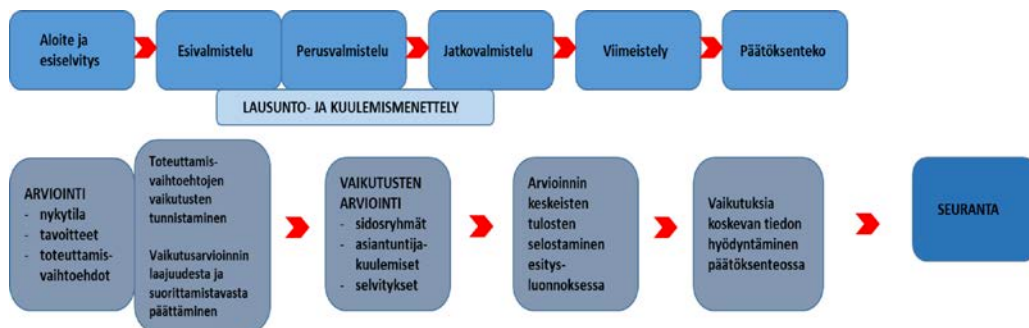 Aloite ja
esiselvitys
Esivalmistelu
Perusvalmistelu
Jatkovalmistelu
Viimeistely
Päätöksenteko
LAUSUNTO- JA KUULEMISMENETTELY
ARVIOINTI
- nykytila
- tavoitteet
- toteuttamis-
vaihtoehdot
Toteuttamis-
vaihtoehtojen
vaikutusten
tunnistaminen
Vaikutusarvioinnin
laajuudesta ja
suorittamistavasta
päättäminen
VAIKUTUSTEN
ARVIOINTI
- sidosryhmät
- asiantuntija-
kuulemiset
- selvitykset
Arvioinnin
keskeisten
tulosten
selostaminen
esitys-
luonnoksessa
Vaikutuksia
koskevan tiedon
hyödyntäminen
päätöksenteossa
SEURANTA